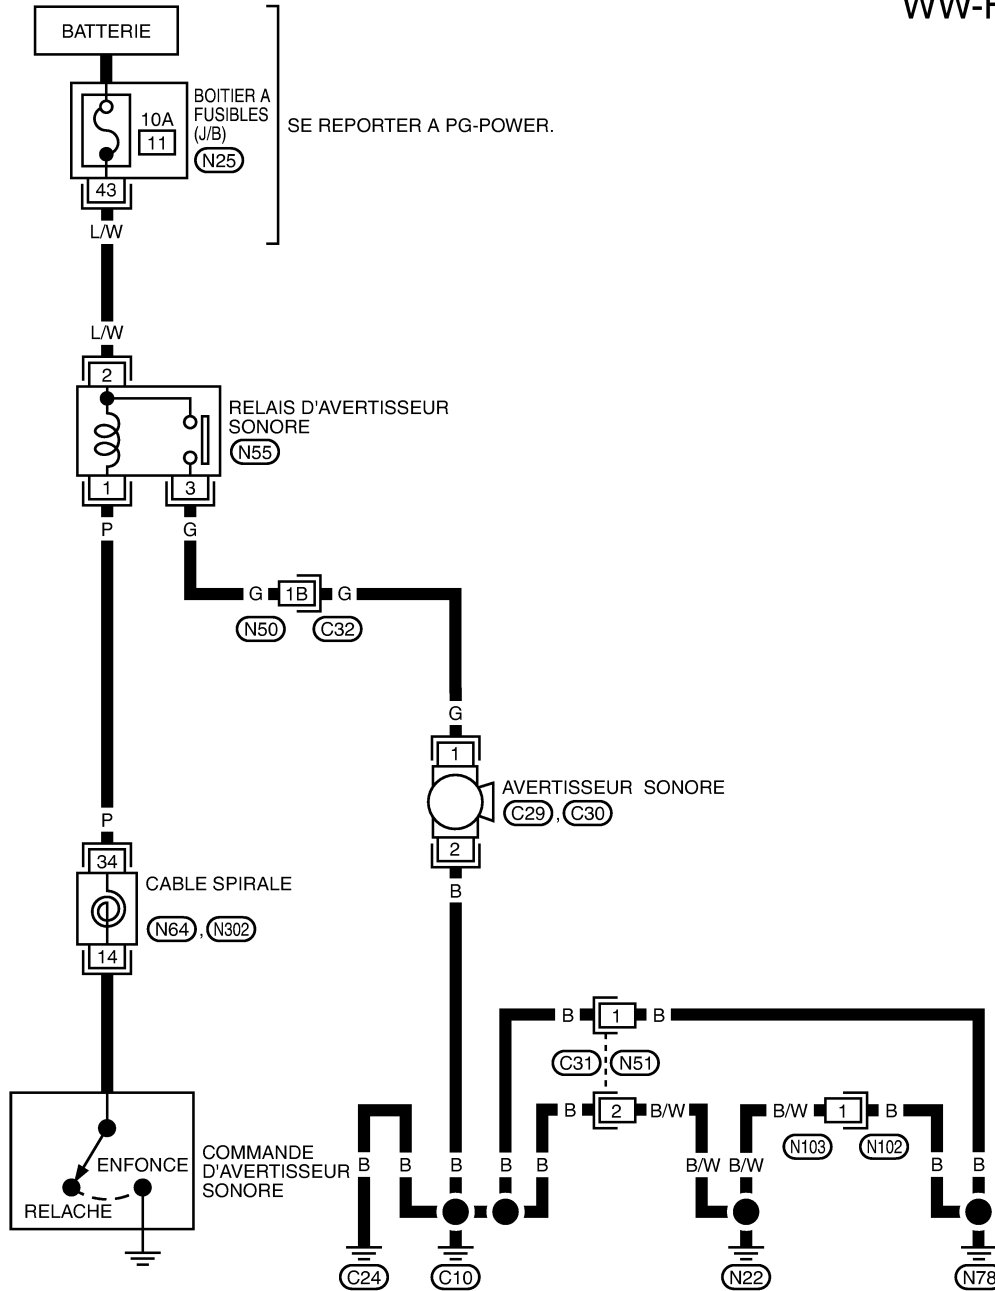 WW-H
BATTERIE
10A
11
BOITIER A
FUSIBLES
(J/B)
N25
SE REPORTER A PG-POWER.
43
L/W
L/W
2
RELAIS D'AVERTISSEUR
SONORE
N55
1
3
P
G
G
1B
G
N50
C32
G
1
AVERTISSEUR SONORE
C29 , C30
2
B
P
34
CABLE SPIRALE
N64 , N302
14
B
1
B
C31
N51
B
2
B/W
B/W
1
B
N103
N102
COMMANDE
D'AVERTISSEUR
SONORE
ENFONCE
RELACHE
B
B
B
B
B
B/W
B/W
B
B
C24
C10
N22
N78